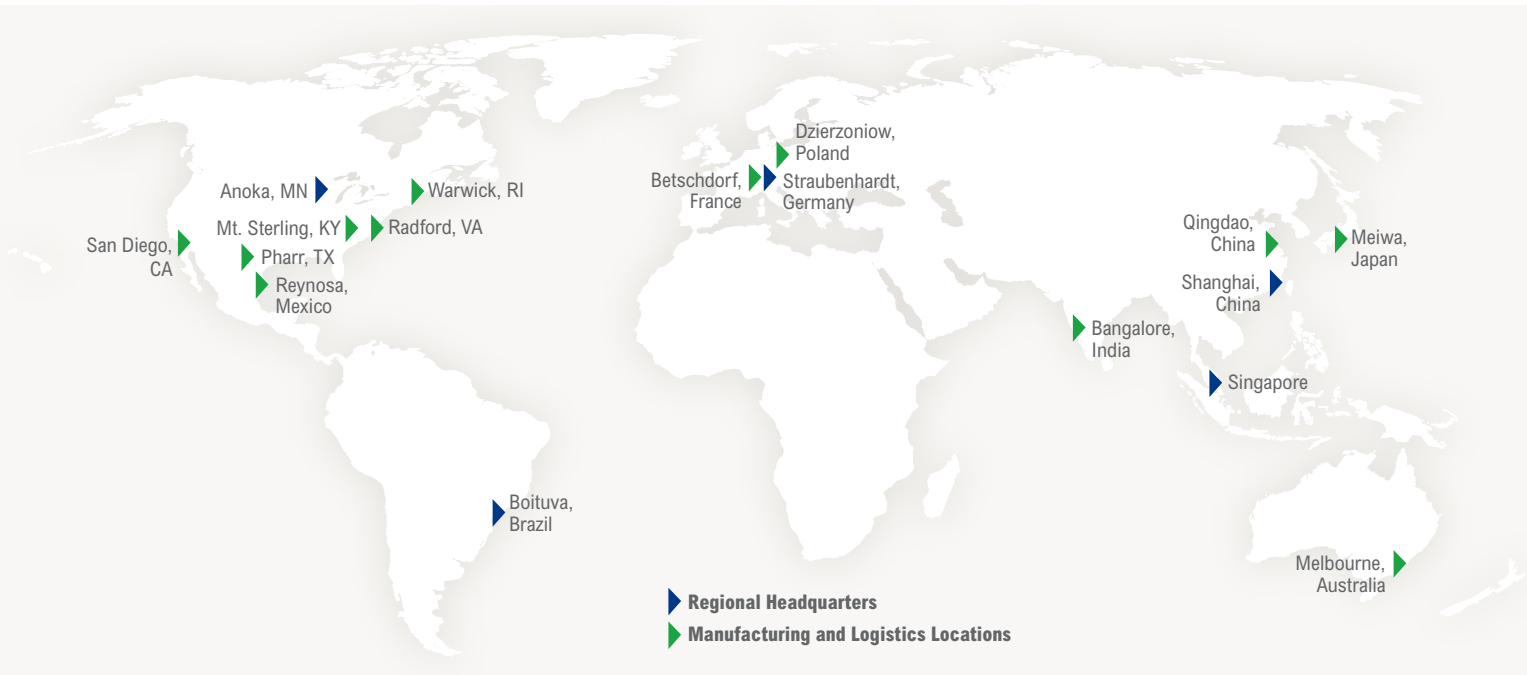 Dzierzoniow,
Poland
Betschdorf,
France
Straubenhardt,
Germany
Anoka, MN
Warwick, RI
Mt. Sterling, KY
Radford, VA
San Diego,
CA
Pharr, TX
Reynosa,
Mexico
Qingdao,
China
Meiwa,
Japan
Shanghai,
China
Bangalore,
India
Singapore
Boituva,
Brazil
Melbourne,
Australia
Regional Headquarters
Manufacturing and Logistics Locations